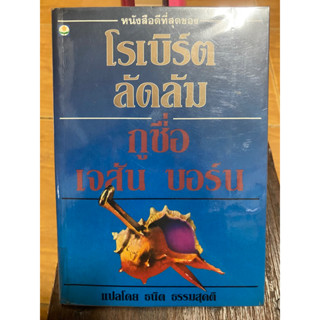 หนังสือดีที่สุดของ
โรเบิร์ต
ลัดลัม
กูชื่อ
เจสัน บอร์น
แปลโดย ธนิต ธรรมสุคติ